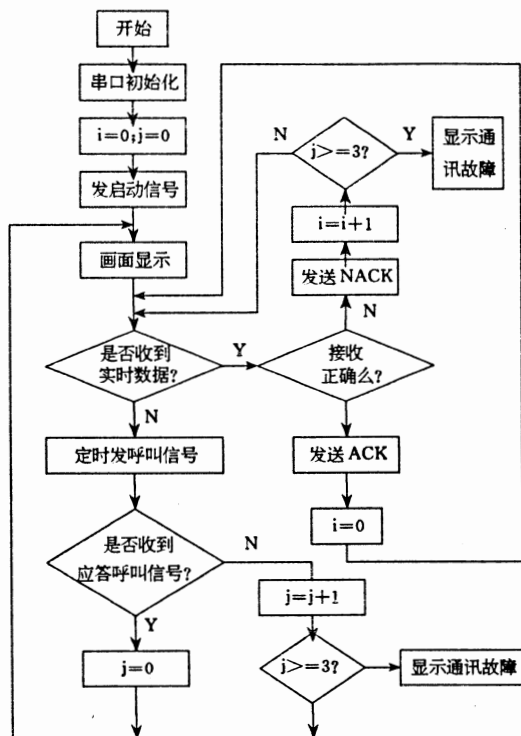 开始
串口初始化
i=0;j=0
发启动信号
画面显示
N
j>=3?
Y
显示通
讯故障
i=i+1
发送NACK
N
是否收到
实时数据?
Y
接收
正确么?
N
定时发呼叫信号
发送ACK
i=0
是否收到
应答呼叫信号?
N
j=j+1
Y
j=0
j>=3?
显示通讯故障